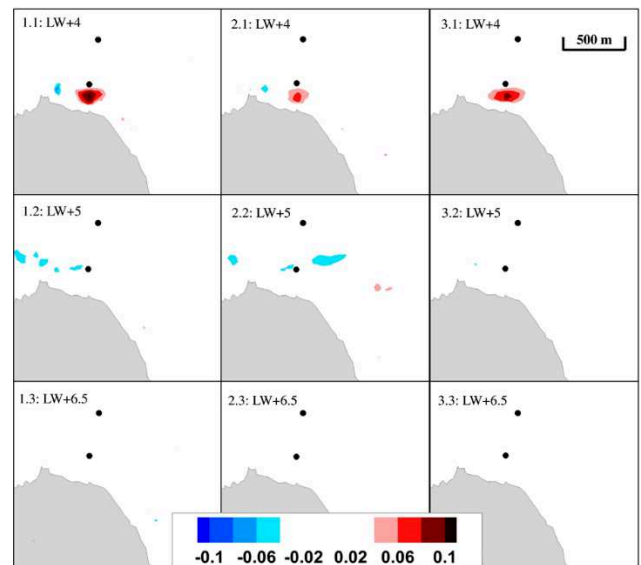 1.1: LW+4
2.1: LW+4
3.1: LW+4
500 m
1.2: LW+5
2.2: LW+5
3.2: LW+5
1.3: LW+6.5
2.3: LW+6.5
3.3: LW+6.5
-0.1 -0.06 -0.02 0.02 0.06 0.1